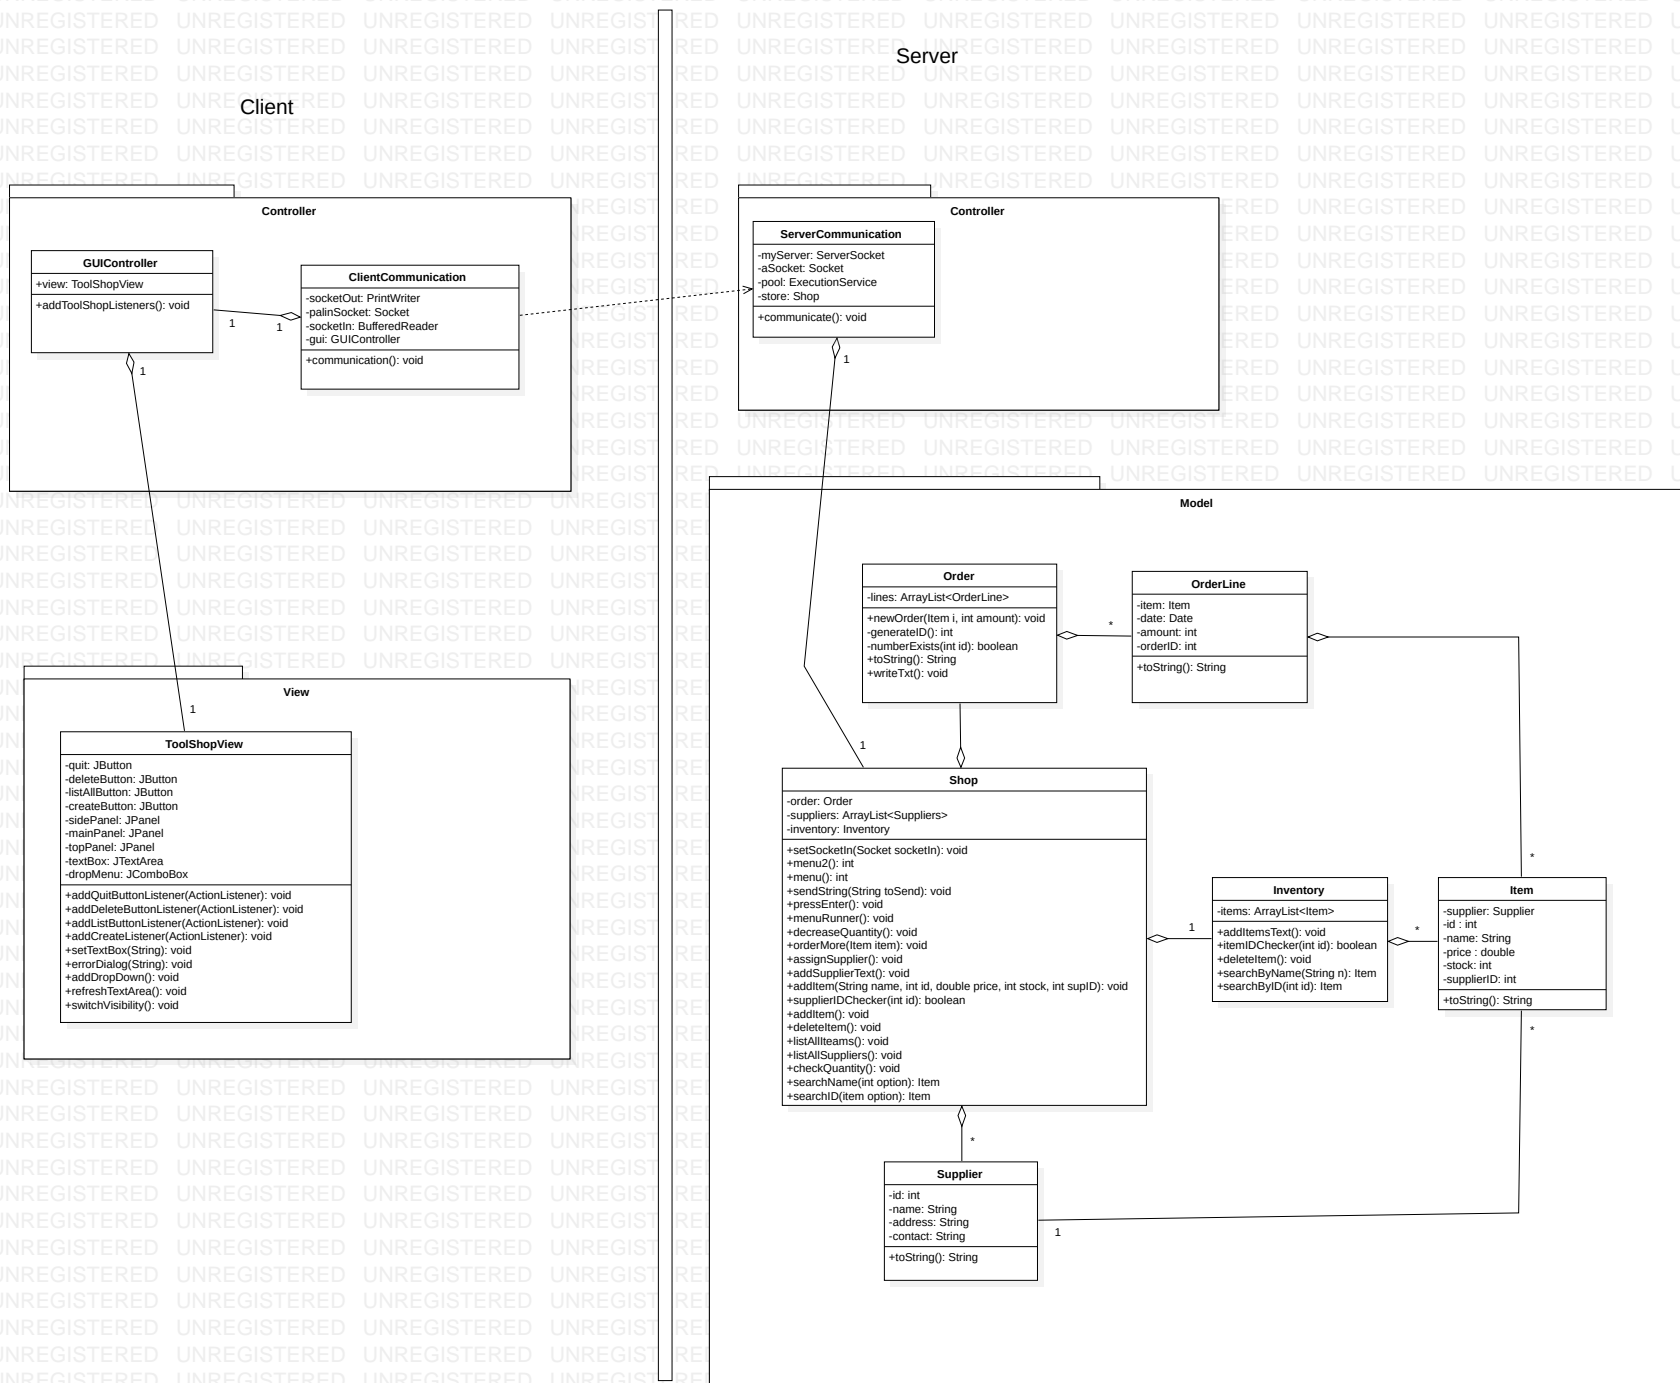 Client
Server
Controller
GUIController
+view: ToolShopView
+addToolShopListeners(): void
1
1
1
ClientCommunication
-socketOut: PrintWriter
-palinSocket: Socket
-socketIn: BufferedReader
-gui: GUIController
+communication(): void
View
1
ToolShopView
-quit: JButton
-deleteButton: JButton
-listAllButton: JButton
-createButton: JButton
-sidePanel: JPanel
-mainPanel: JPanel
-topPanel: JPanel
-textBox: JTextArea
-dropMenu: JComboBox
+addQuitButtonListener(ActionListener): void
+addDeleteButtonListener(ActionListener): void
+addListButtonListener(ActionListener): void
+addCreateListener(ActionListener): void
+setTextBox(String): void
+errorDialog(String): void
+addDropDown(): void
+refreshTextArea(): void
+switchVisibility(): void
Controller
ServerCommunication
-myServer: ServerSocket
-aSocket: Socket
-pool: ExecutionService
-store: Shop
+communicate(): void
1
Model
Order
-lines: ArrayList<OrderLine>
+newOrder(Item i, int amount): void
-generateID(): int
-numberExists(int id): boolean
+toString(): String
+writeTxt(): void
*
OrderLine
-item: Item
-date: Date
-amount: int
-orderID: int
+toString(): String
1
Shop
-order: Order
-suppliers: ArrayList<Suppliers>
-inventory: Inventory
+setSocketIn(Socket socketIn): void
+menu2(): int
+menu(): int
+sendString(String toSend): void
+pressEnter(): void
+menuRunner(): void
+decreaseQuantity(): void
+orderMore(Item item): void
+assignSupplier(): void
+addSupplierText(): void
+addItem(String name, int id, double price, int stock, int supID): void
+supplierIDChecker(int id): boolean
+addItem(): void
+deleteItem(): void
+listAllIteams(): void
+listAllSuppliers(): void
+checkQuantity(): void
+searchName(int option): Item
+searchID(item option): Item
1
Inventory
-items: ArrayList<Item>
+addItemsText(): void
+itemIDChecker(int id): boolean
+deleteItem(): void
+searchByName(String n): Item
+searchByID(int id): Item
*
*
Item
-supplier: Supplier
-id : int
-name: String
-price : double
-stock: int
-supplierID: int
+toString(): String
*
*
Supplier
-id: int
-name: String
-address: String
-contact: String
+toString(): String
1
UNREGISTERED